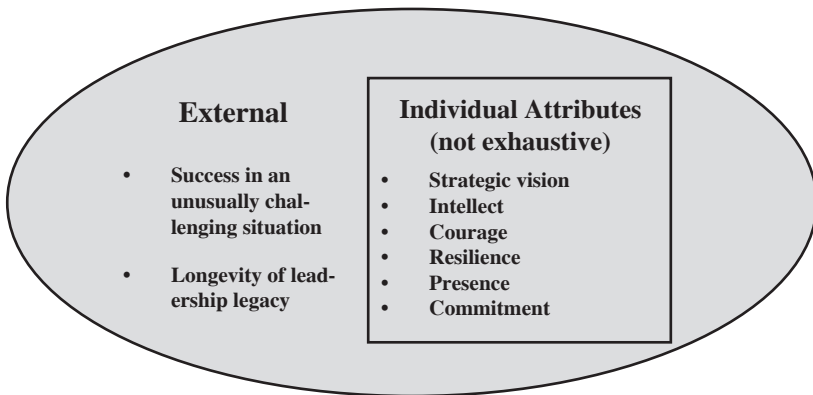 External
• Success in an
unusually chal-
lenging situation
• Longevity of lead-
ership legacy
Individual Attributes
(not exhaustive)
• Strategic vision
• Intellect
• Courage
• Resilience
• Presence
• Commitment